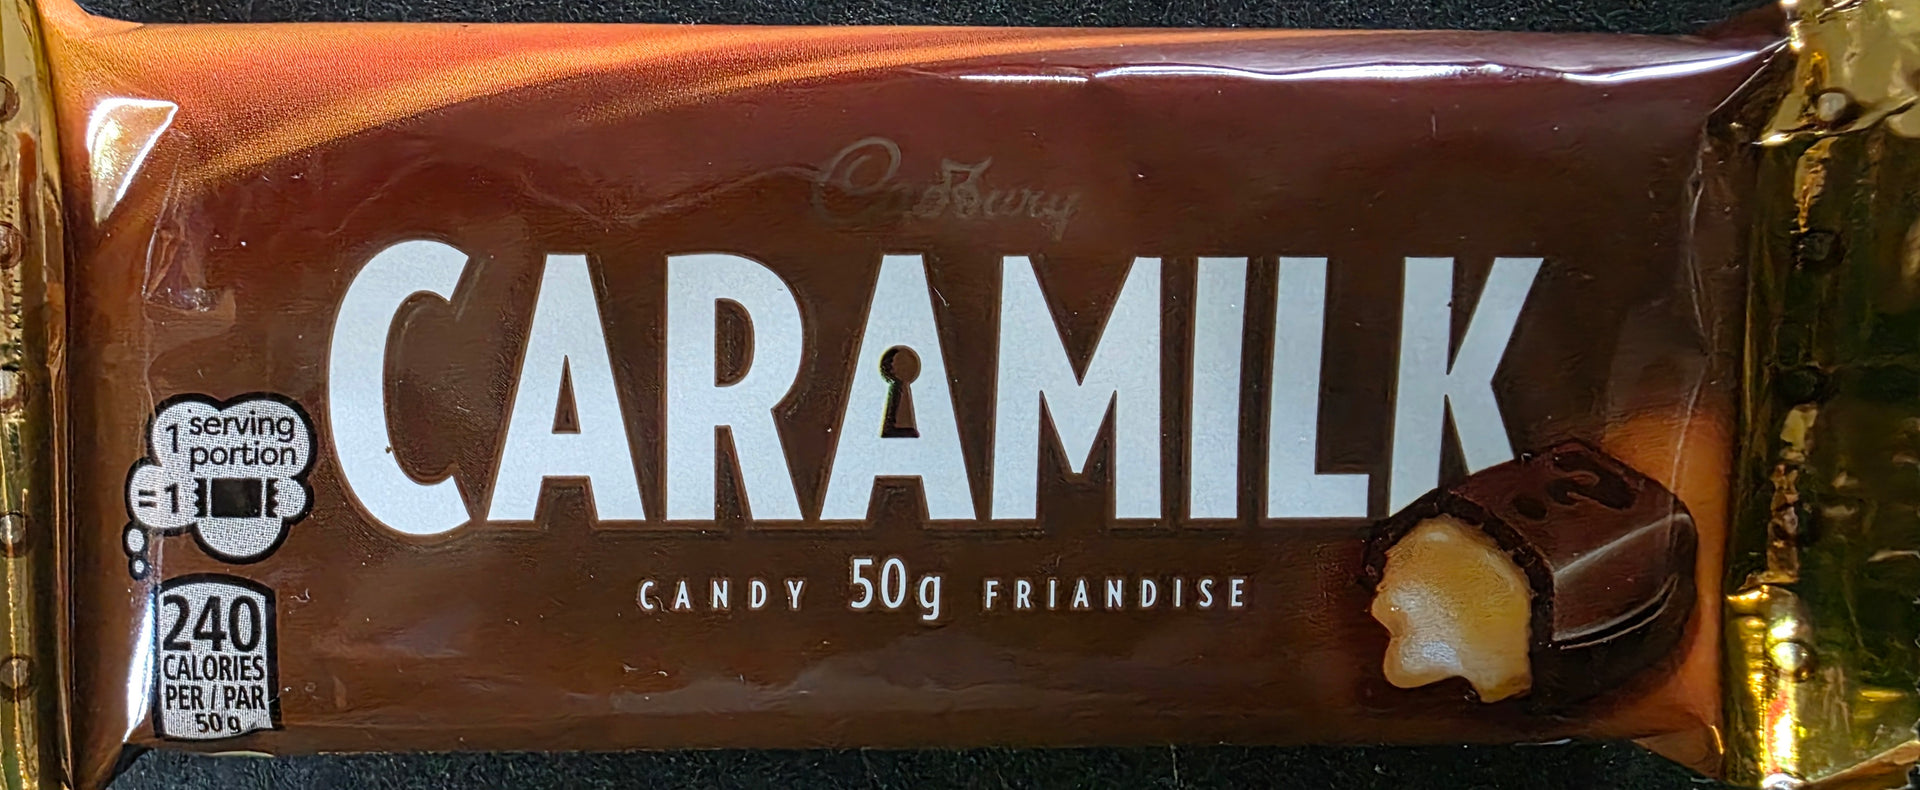 Cadbury
CARAMILK
1 serving
portion
= 1
CANDY 50g FRIANDISE
240
CALORIES
PER / PAR
50 g